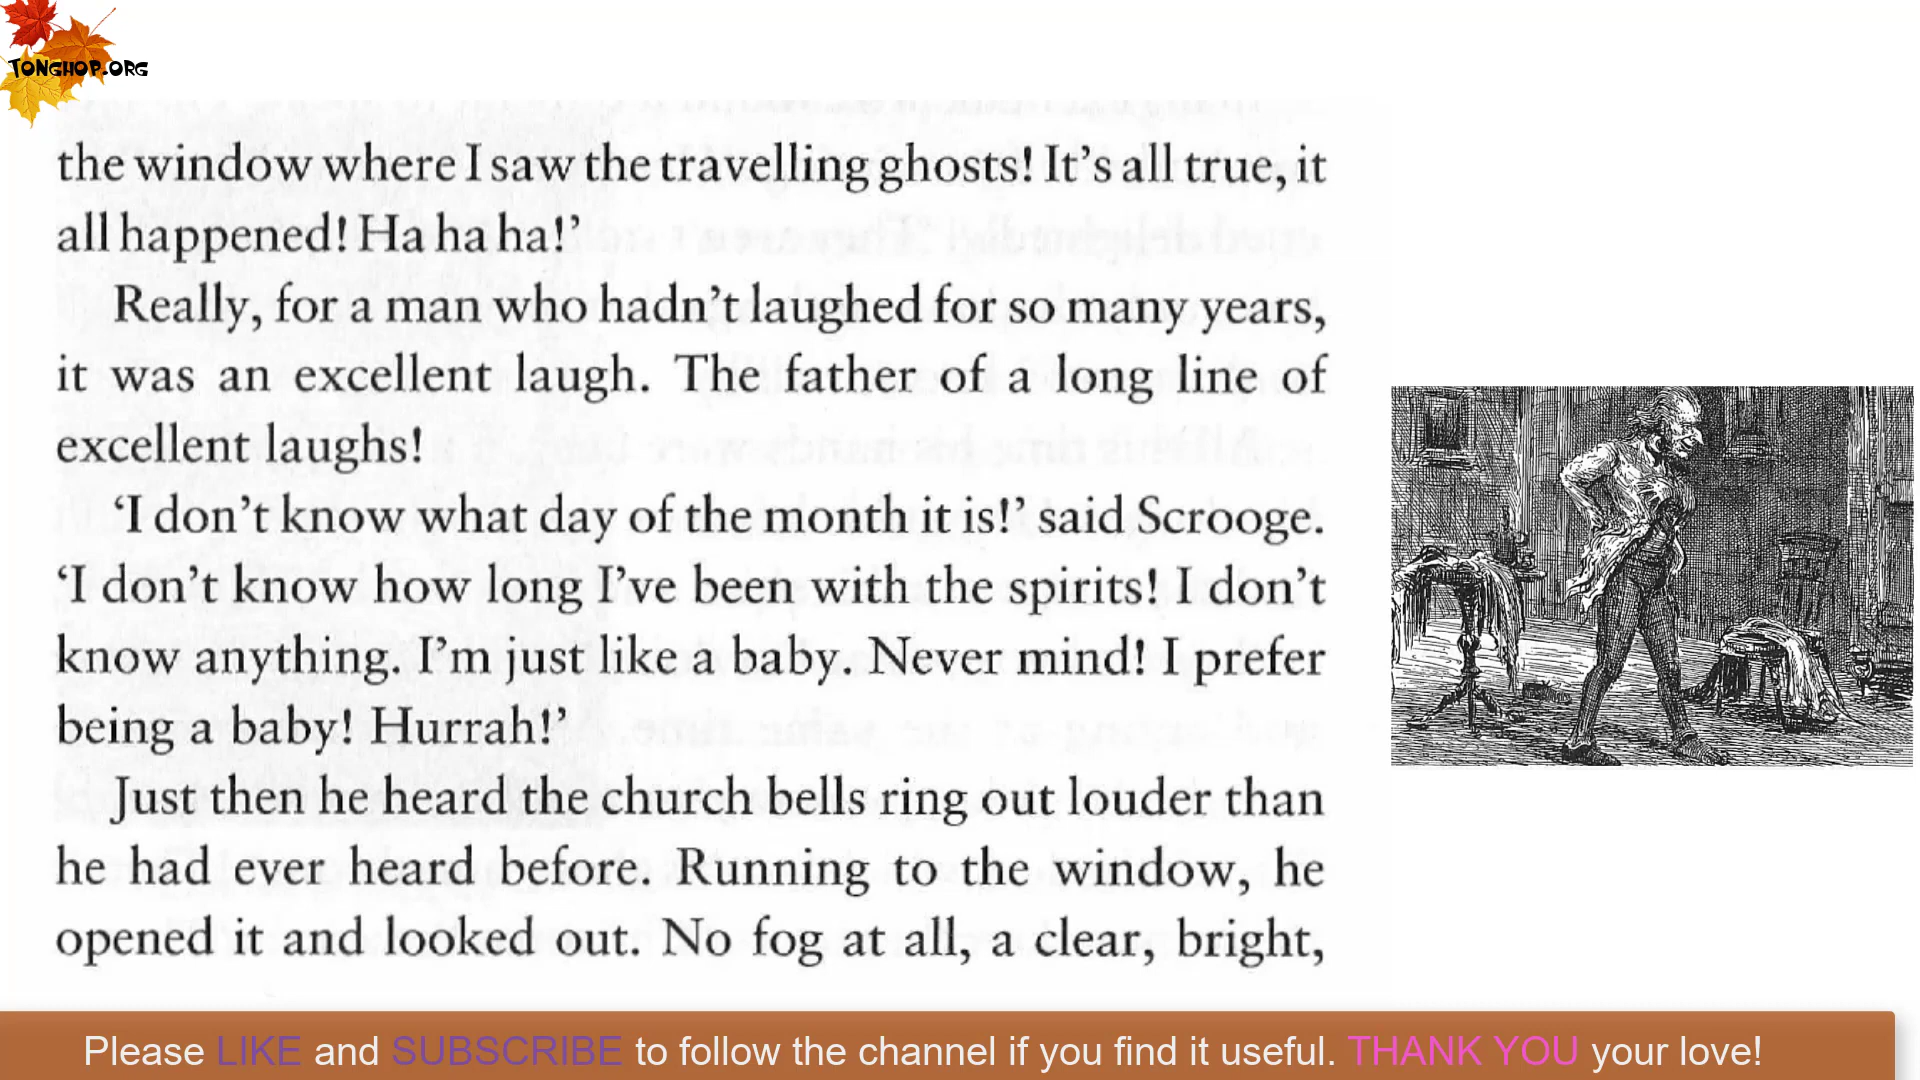 TONGHOP.ORG
the window where I saw the travelling ghosts! It’s all true, it
all happened! Ha ha ha!’
Really, for a man who hadn’t laughed for so many years,
it was an excellent laugh. The father of a long line of
excellent laughs!
‘I don’t know what day of the month it is!’ said Scrooge.
‘I don’t know how long I’ve been with the spirits! I don’t
know anything. I’m just like a baby. Never mind! I prefer
being a baby! Hurrah!’
Just then he heard the church bells ring out louder than
he had ever heard before. Running to the window, he
opened it and looked out. No fog at all, a clear, bright,
Please LIKE and SUBSCRIBE to follow the channel if you find it useful. THANK YOU your love!